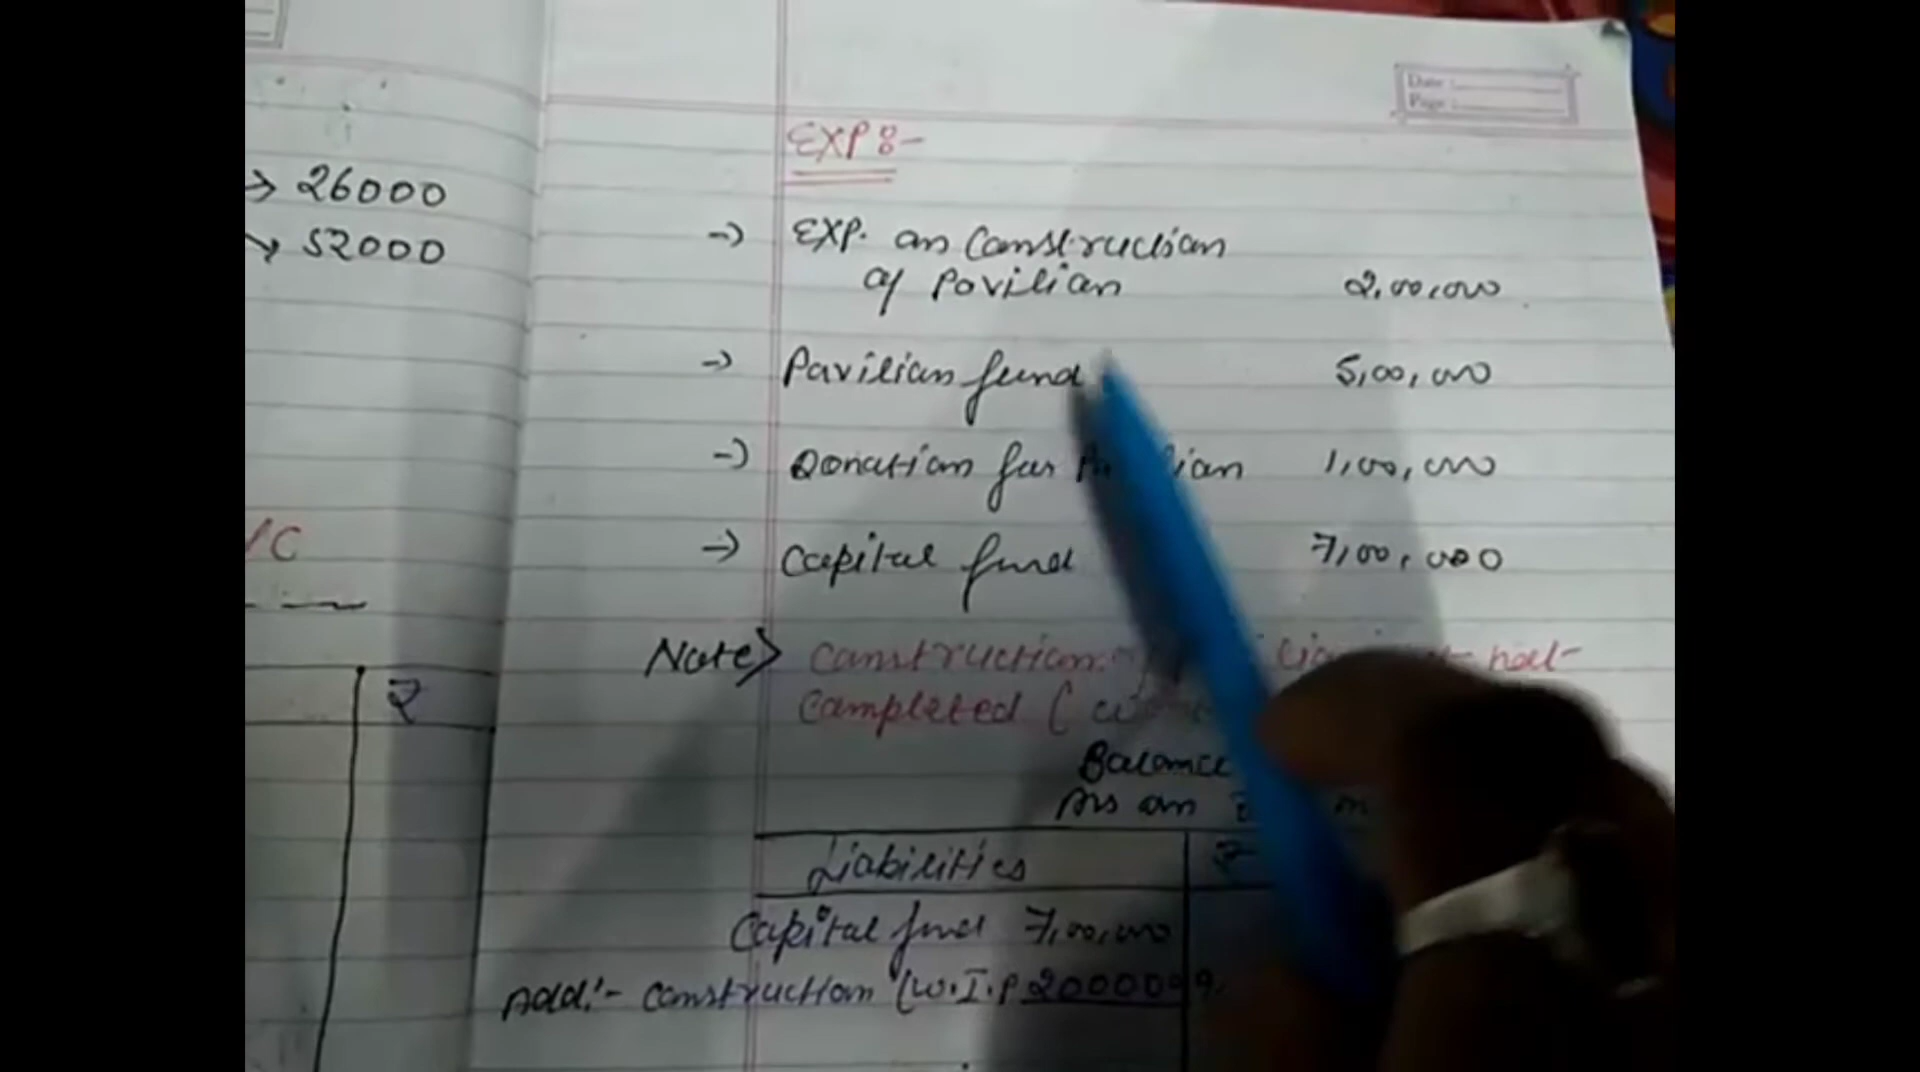 26000
52000
/C
₹
Date :
Page :
EXP :-
→ EXP. on Construction
of Pavilian 2,00,000
→ Pavilian fund 5,00,000
→ Donation for 1,00,000
→ Capital fund 7,00,000
Note> Construction not
Completed (
Balance
As on
Liabilities ₹
Capital fund 7,00,000
Add:- Construction (W.I.P 200000